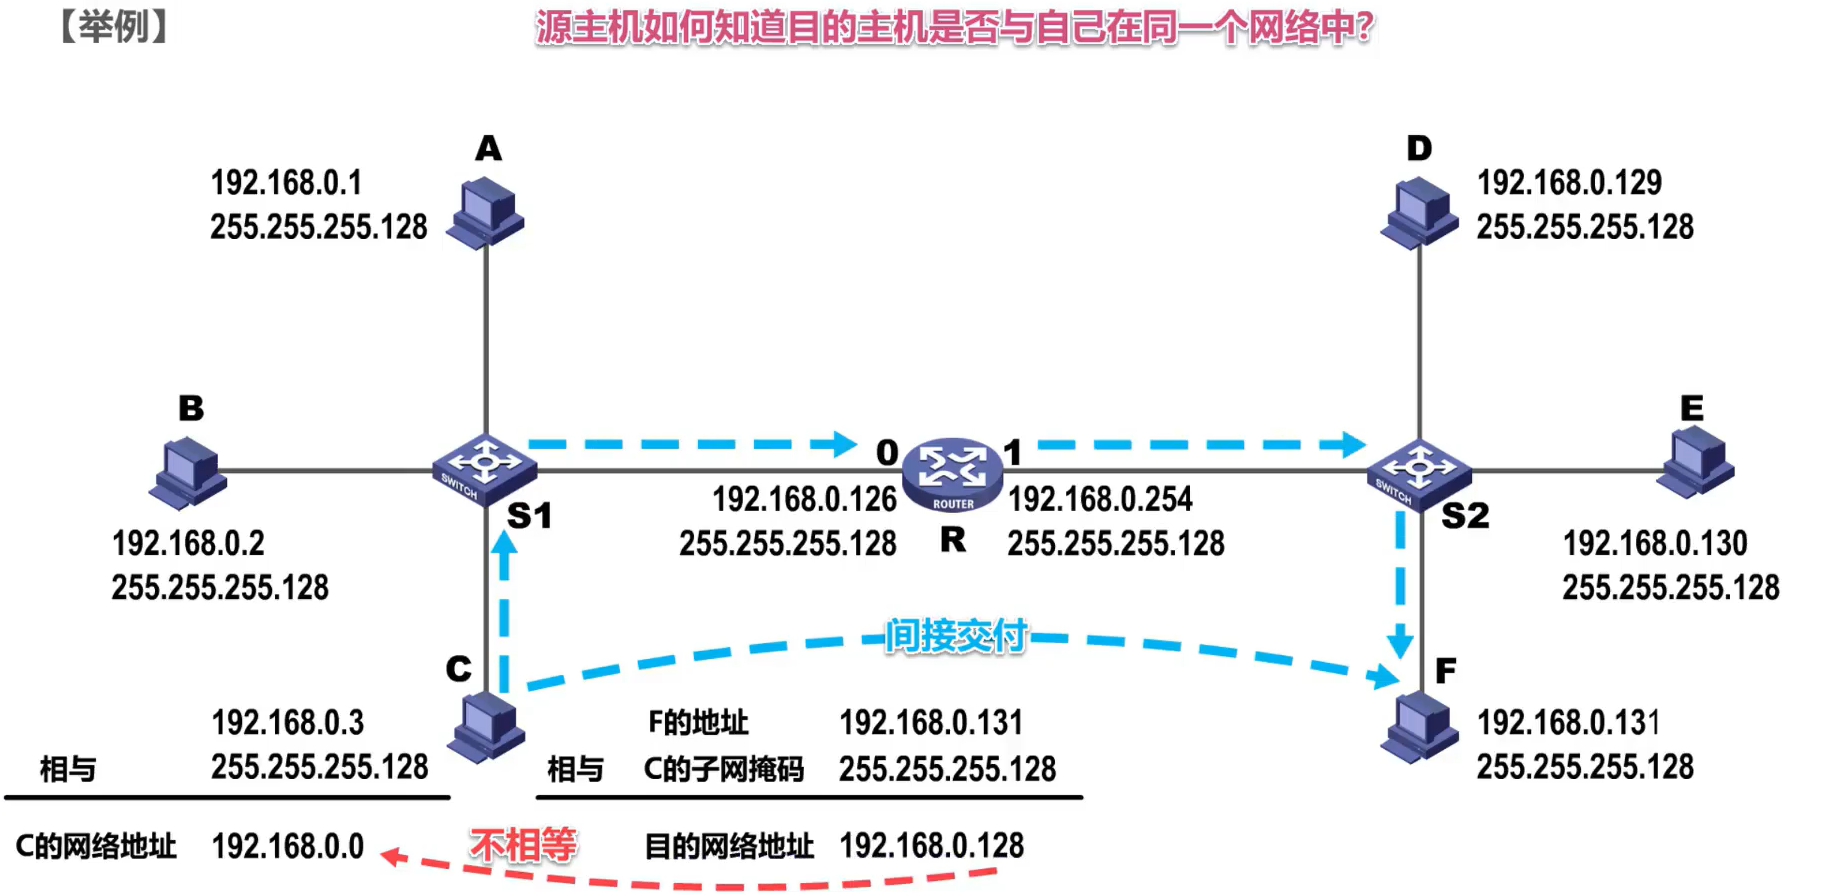 【举例】
源主机如何知道目的主机是否与自己在同一个网络中?
A
192.168.0.1
255.255.255.128
D
192.168.0.129
255.255.255.128
B
192.168.0.2
255.255.255.128
SWITCH
S1
0
1
192.168.0.126
255.255.255.128
ROUTER
R
192.168.0.254
255.255.255.128
SWITCH
S2
E
192.168.0.130
255.255.255.128
间接交付
C
192.168.0.3
相与 255.255.255.128
C的网络地址 192.168.0.0
F的地址 192.168.0.131
相与 C的子网掩码 255.255.255.128
不相等
目的网络地址 192.168.0.128
F
192.168.0.131
255.255.255.128